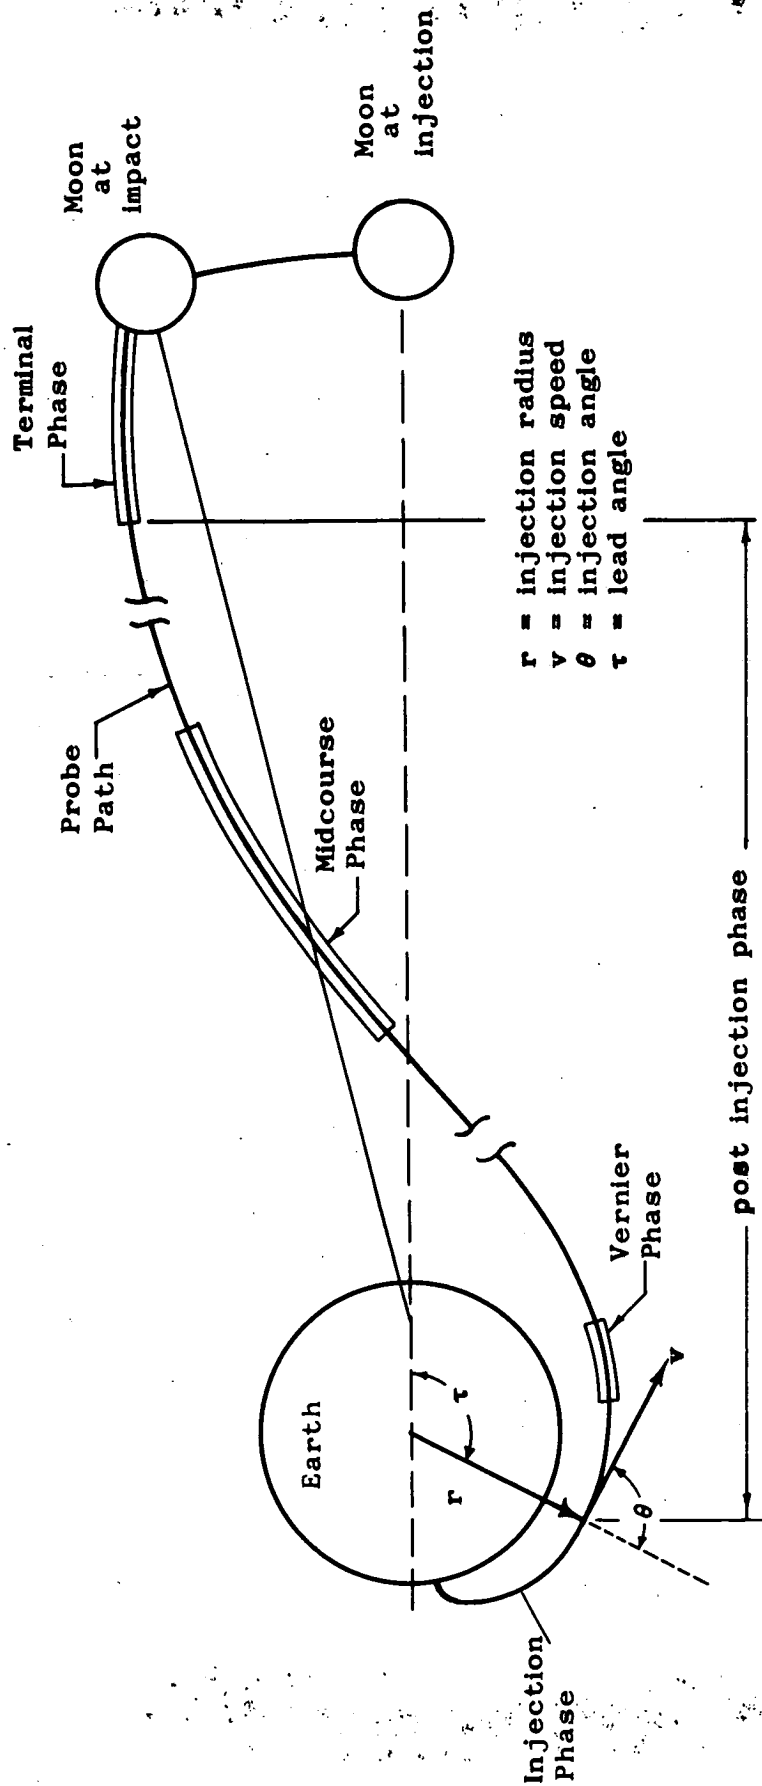 Moon
at
impact
Moon
at
injection
Terminal
Phase
Probe
Path
Midcourse
Phase
r = injection radius
v = injection speed
θ = injection angle
τ = lead angle
Earth
τ
r
v
θ
Vernier
Phase
Injection
Phase
post injection phase